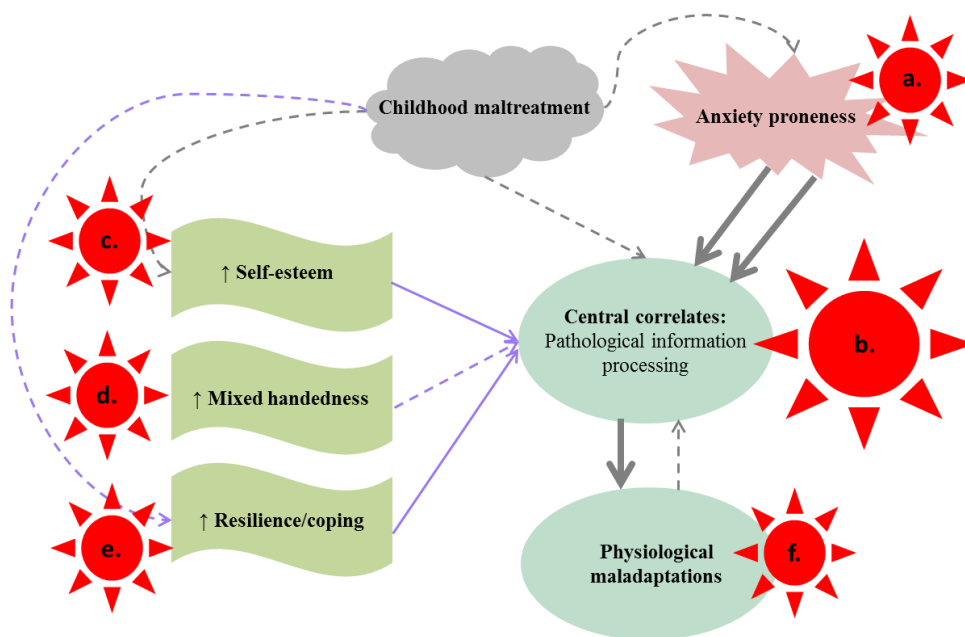 Childhood maltreatment
Anxiety proneness
a.
c.
↑ Self-esteem
Central correlates:
Pathological information
processing
b.
d.
↑ Mixed handedness
e.
↑ Resilience/coping
Physiological
maladaptations
f.